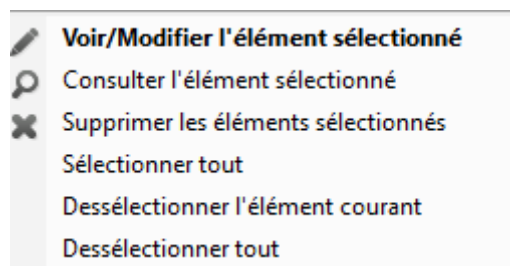 Voir/Modifier l'élément sélectionné
Consulter l'élément sélectionné
Supprimer les éléments sélectionnés
Sélectionner tout
Dessélectionner l'élément courant
Dessélectionner tout